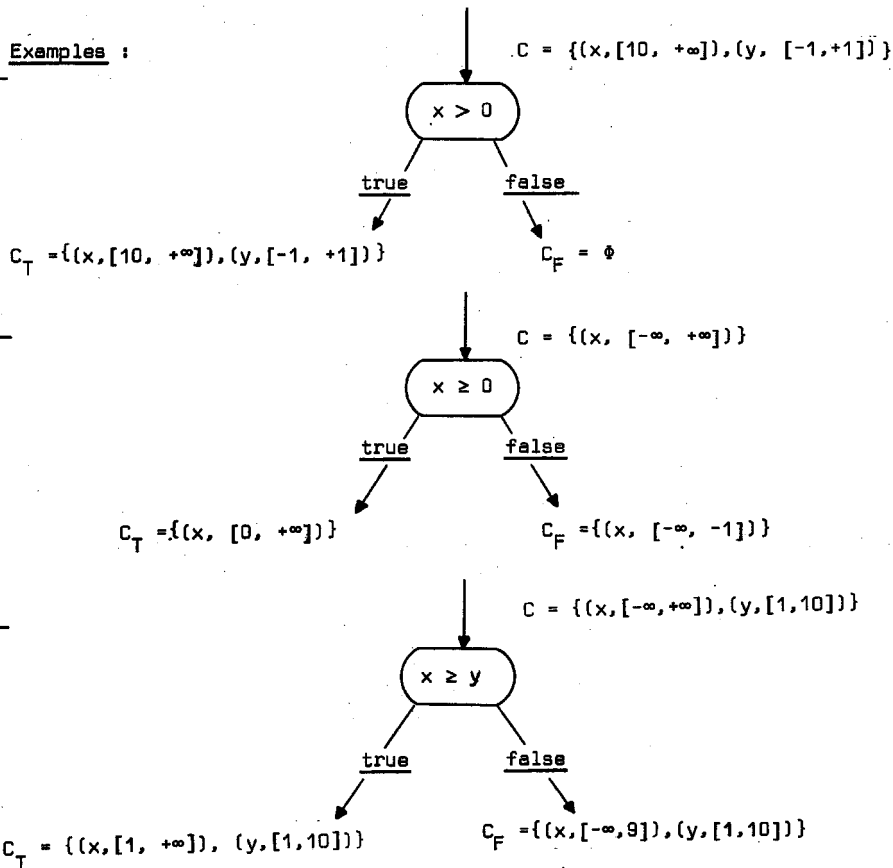 Examples :
C = {(x,[10, +∞]),(y, [-1,+1])}
x > 0
true false
C_T ={(x,[10, +∞]),(y,[-1, +1])} C_F = Φ
C = {(x, [-∞, +∞])}
x ≥ 0
true false
C_T ={(x, [0, +∞])} C_F ={(x, [-∞, -1])}
C = {(x,[-∞,+∞]),(y,[1,10])}
x ≥ y
true false
C_T = {(x,[1, +∞]), (y,[1,10])} C_F ={(x,[-∞,9]),(y,[1,10])}